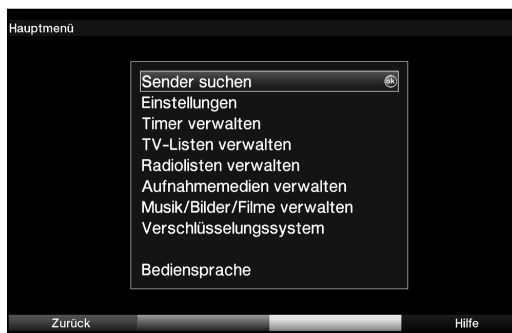 Hauptmenü
Sender suchen ok
Einstellungen
Timer verwalten
TV-Listen verwalten
Radiolisten verwalten
Aufnahmemedien verwalten
Musik/Bilder/Filme verwalten
Verschlüsselungssystem
Bediensprache
Zurück Hilfe